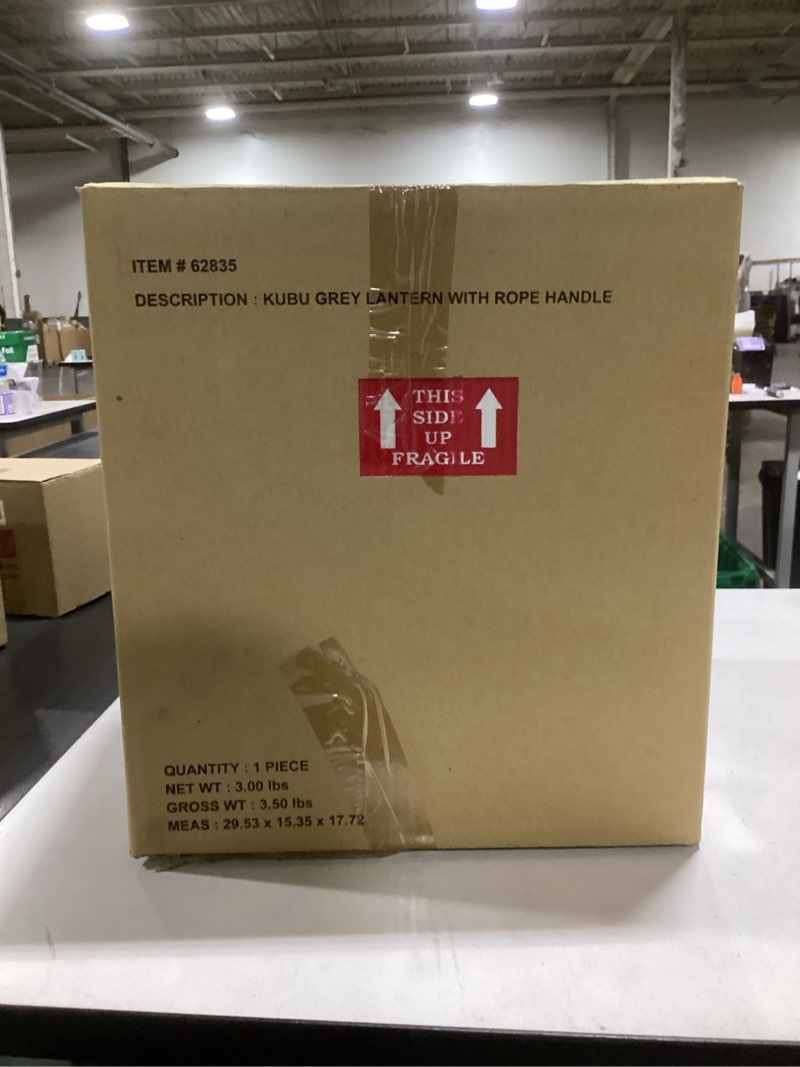 ITEM # 62835
DESCRIPTION : KUBU GREY LANTERN WITH ROPE HANDLE
THIS
SIDE
UP
FRAGILE
QUANTITY : 1 PIECE
NET WT : 3.00 lbs
GROSS WT : 3.50 lbs
MEAS : 29.53 x 15.35 x 17.72